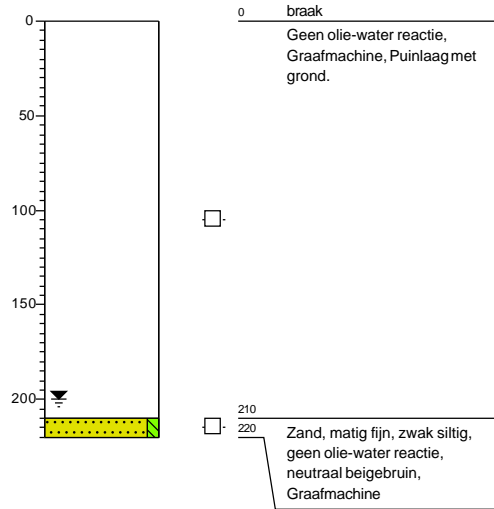 0
braak
0
Geen olie-water reactie,
Graafmachine, Puinlaag met
grond.
50
100
150
200
210
220
Zand, matig fijn, zwak siltig,
geen olie-water reactie,
neutraal beigebruin,
Graafmachine